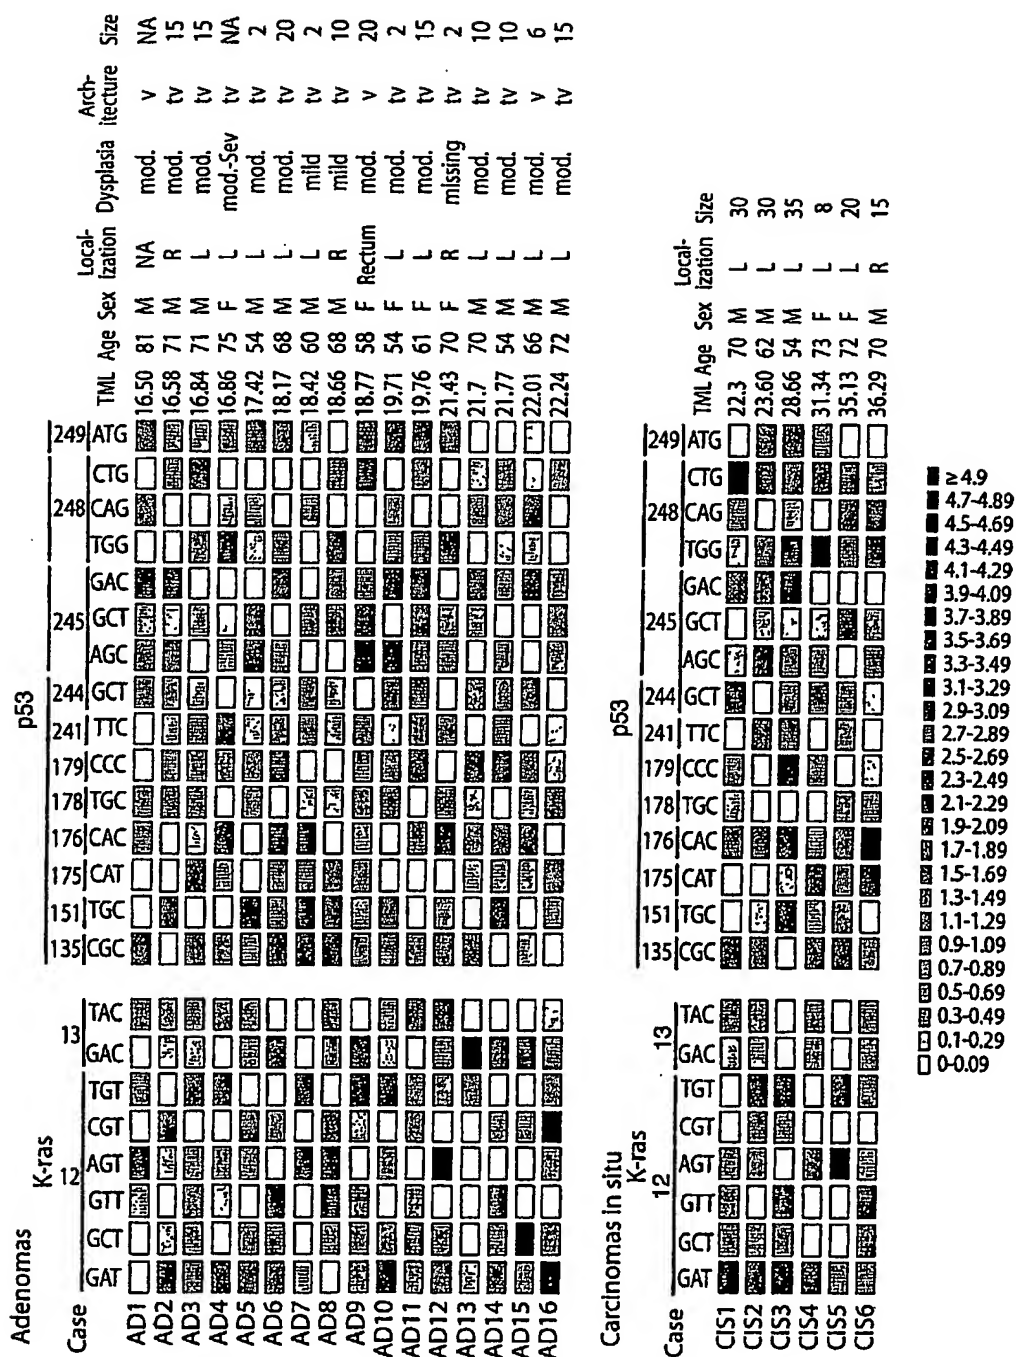 Adenomas
K-ras p53
12 13 135 151 175 176 178 179 241 244 245 248 249
Case GAT GCT GTT AGT CGT TGT GAC TAC CGC TGC CAT CAC TGC CCC TTC GCT AGC GCT GAC TGG CAG CTG ATG TML Age Sex Local-ization Dysplasia Arch-itecture Size
AD1 16.50 81 M NA mod. v NA
AD2 16.58 71 M R mod. tv 15
AD3 16.84 71 M L mod. tv 15
AD4 16.86 75 F L mod.-Sev tv NA
AD5 17.42 54 M L mod. tv 2
AD6 18.17 68 M L mod. tv 20
AD7 18.42 60 M L mild tv 2
AD8 18.66 68 M R mild tv 10
AD9 18.77 58 F Rectum mod. v 20
AD10 19.71 54 F L mod. tv 2
AD11 19.76 61 F L mod. tv 15
AD12 21.43 70 F R missing tv 2
AD13 21.7 70 M L mod. tv 10
AD14 21.77 54 M L mod. tv 10
AD15 22.01 66 M L mod. v 6
AD16 22.24 72 M L mod. tv 15
Carcinomas in situ
K-ras p53
12 13 135 151 175 176 178 179 241 244 245 248 249
Case GAT GCT GTT AGT CGT TGT GAC TAC CGC TGC CAT CAC TGC CCC TTC GCT AGC GCT GAC TGG CAG CTG ATG TML Age Sex Local-ization Size
CIS1 22.3 70 M L 30
CIS2 23.60 62 M L 30
CIS3 28.66 54 M L 35
CIS4 31.34 73 F L 8
CIS5 35.13 72 F L 20
CIS6 36.29 70 M R 15
≥4.9
4.7-4.89
4.5-4.69
4.3-4.49
4.1-4.29
3.9-4.09
3.7-3.89
3.5-3.69
3.3-3.49
3.1-3.29
2.9-3.09
2.7-2.89
2.5-2.69
2.3-2.49
2.1-2.29
1.9-2.09
1.7-1.89
1.5-1.69
1.3-1.49
1.1-1.29
0.9-1.09
0.7-0.89
0.5-0.69
0.3-0.49
0.1-0.29
0-0.09